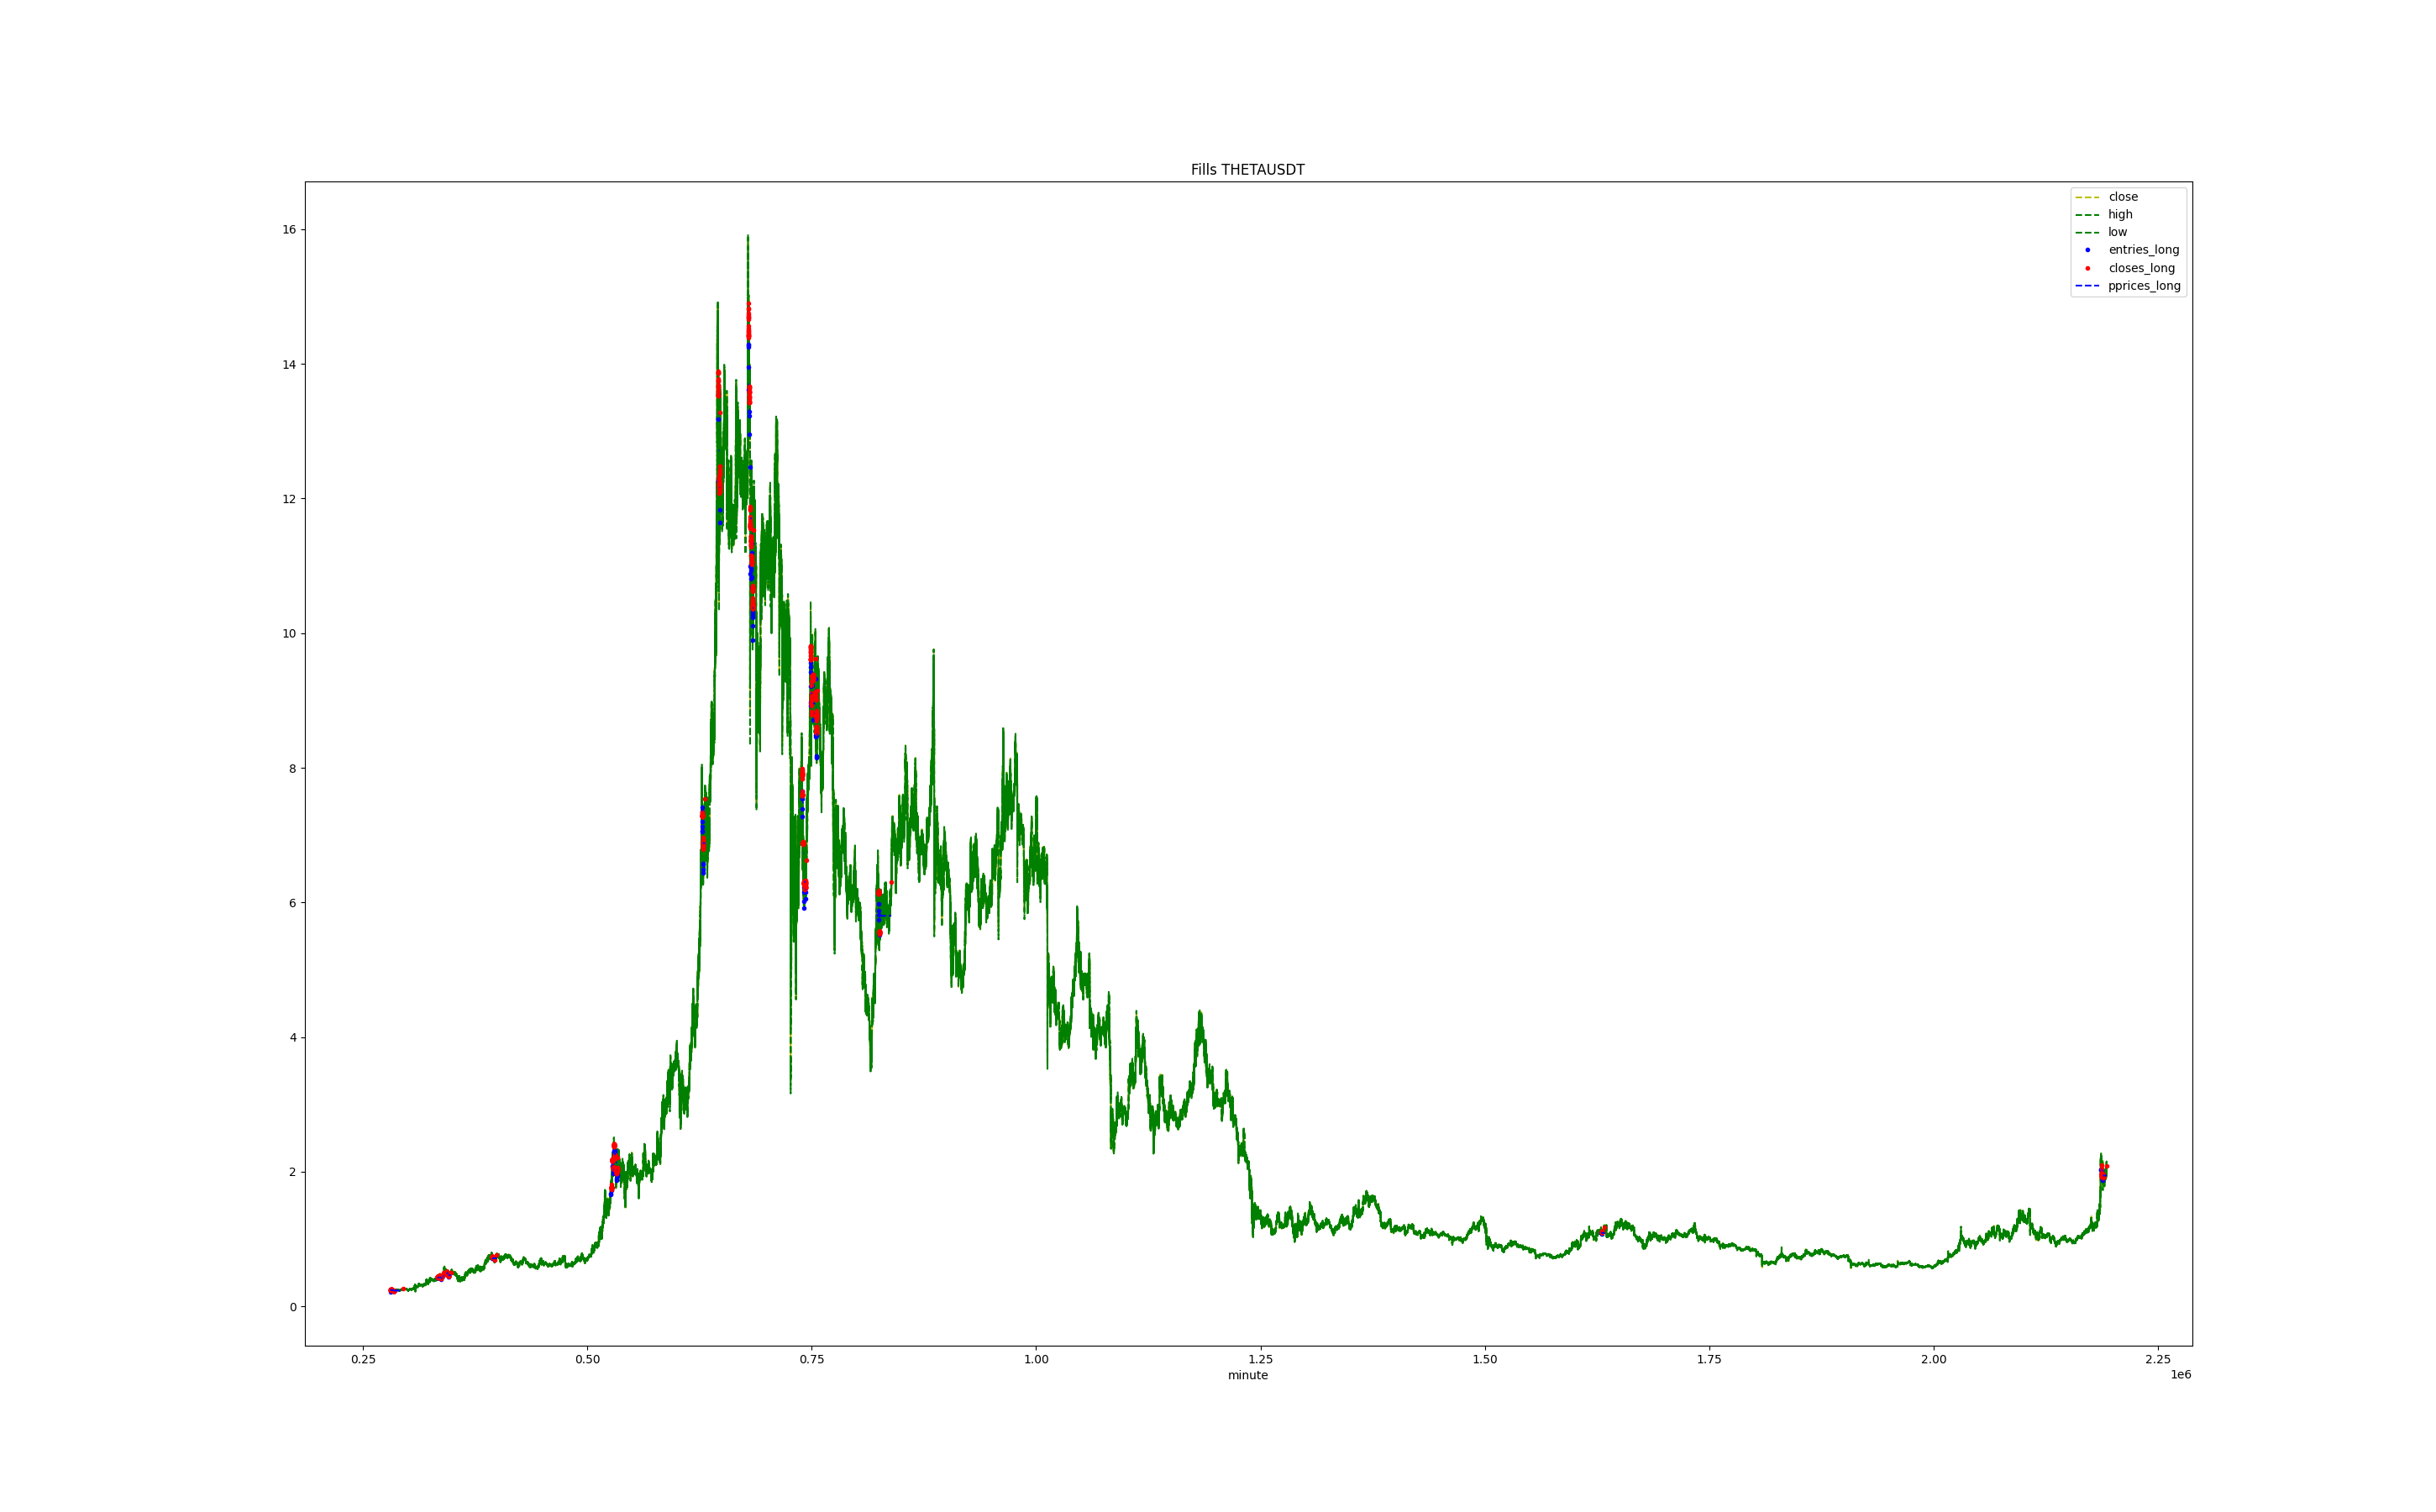 Fills THETAUSDT
close
high
low
entries_long
closes_long
pprices_long
16
14
12
10
8
6
4
2
0
0.25 0.50 0.75 1.00 1.25 1.50 1.75 2.00 2.25
minute
1e6